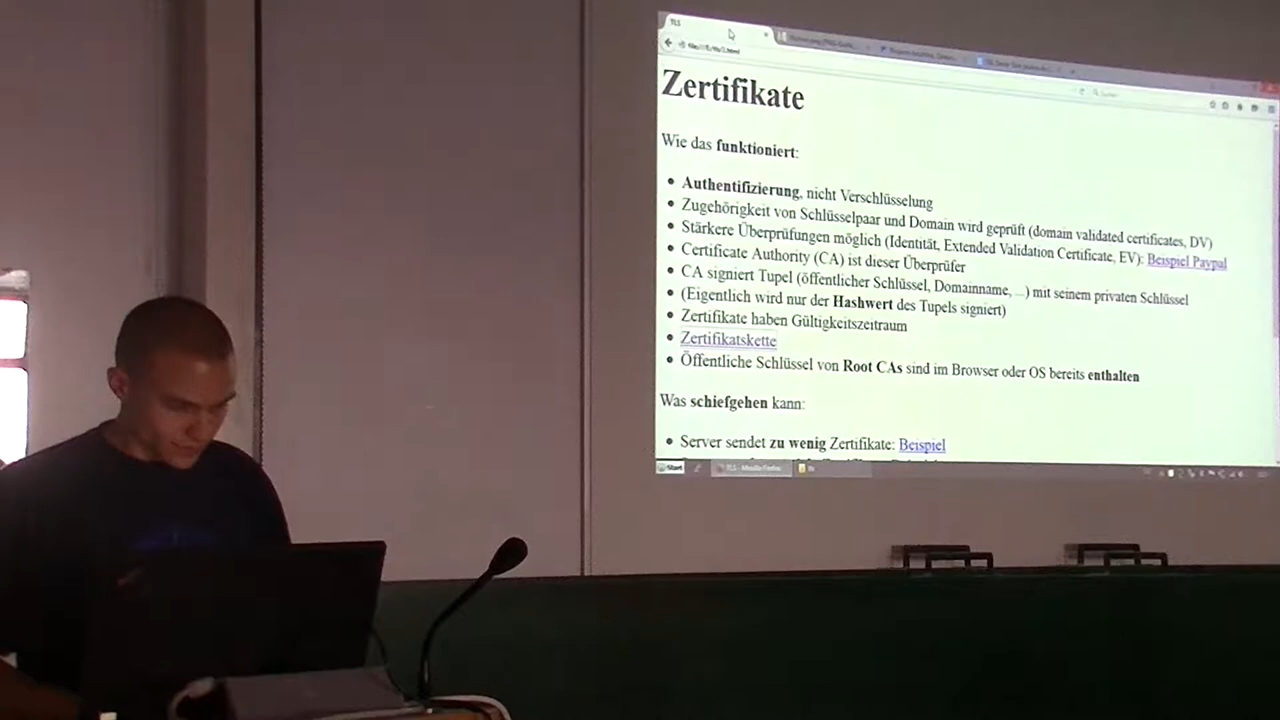 TLS
Zertifikate
Wie das funktioniert:
Authentifizierung, nicht Verschlüsselung
Zugehörigkeit von Schlüsselpaar und Domain wird geprüft (domain validated certificates, DV)
Stärkere Überprüfungen möglich (Identität, Extended Validation Certificate, EV): Beispiel Paypal
Certificate Authority (CA) ist dieser Überprüfer
CA signiert Tupel (öffentlicher Schlüssel, Domainname, ...) mit seinem privaten Schlüssel
(Eigentlich wird nur der Hashwert des Tupels signiert)
Zertifikate haben Gültigkeitszeitraum
Zertifikatskette
Öffentliche Schlüssel von Root CAs sind im Browser oder OS bereits enthalten
Was schiefgehen kann:
Server sendet zu wenig Zertifikate: Beispiel
Start TLS - Mozilla Firefox